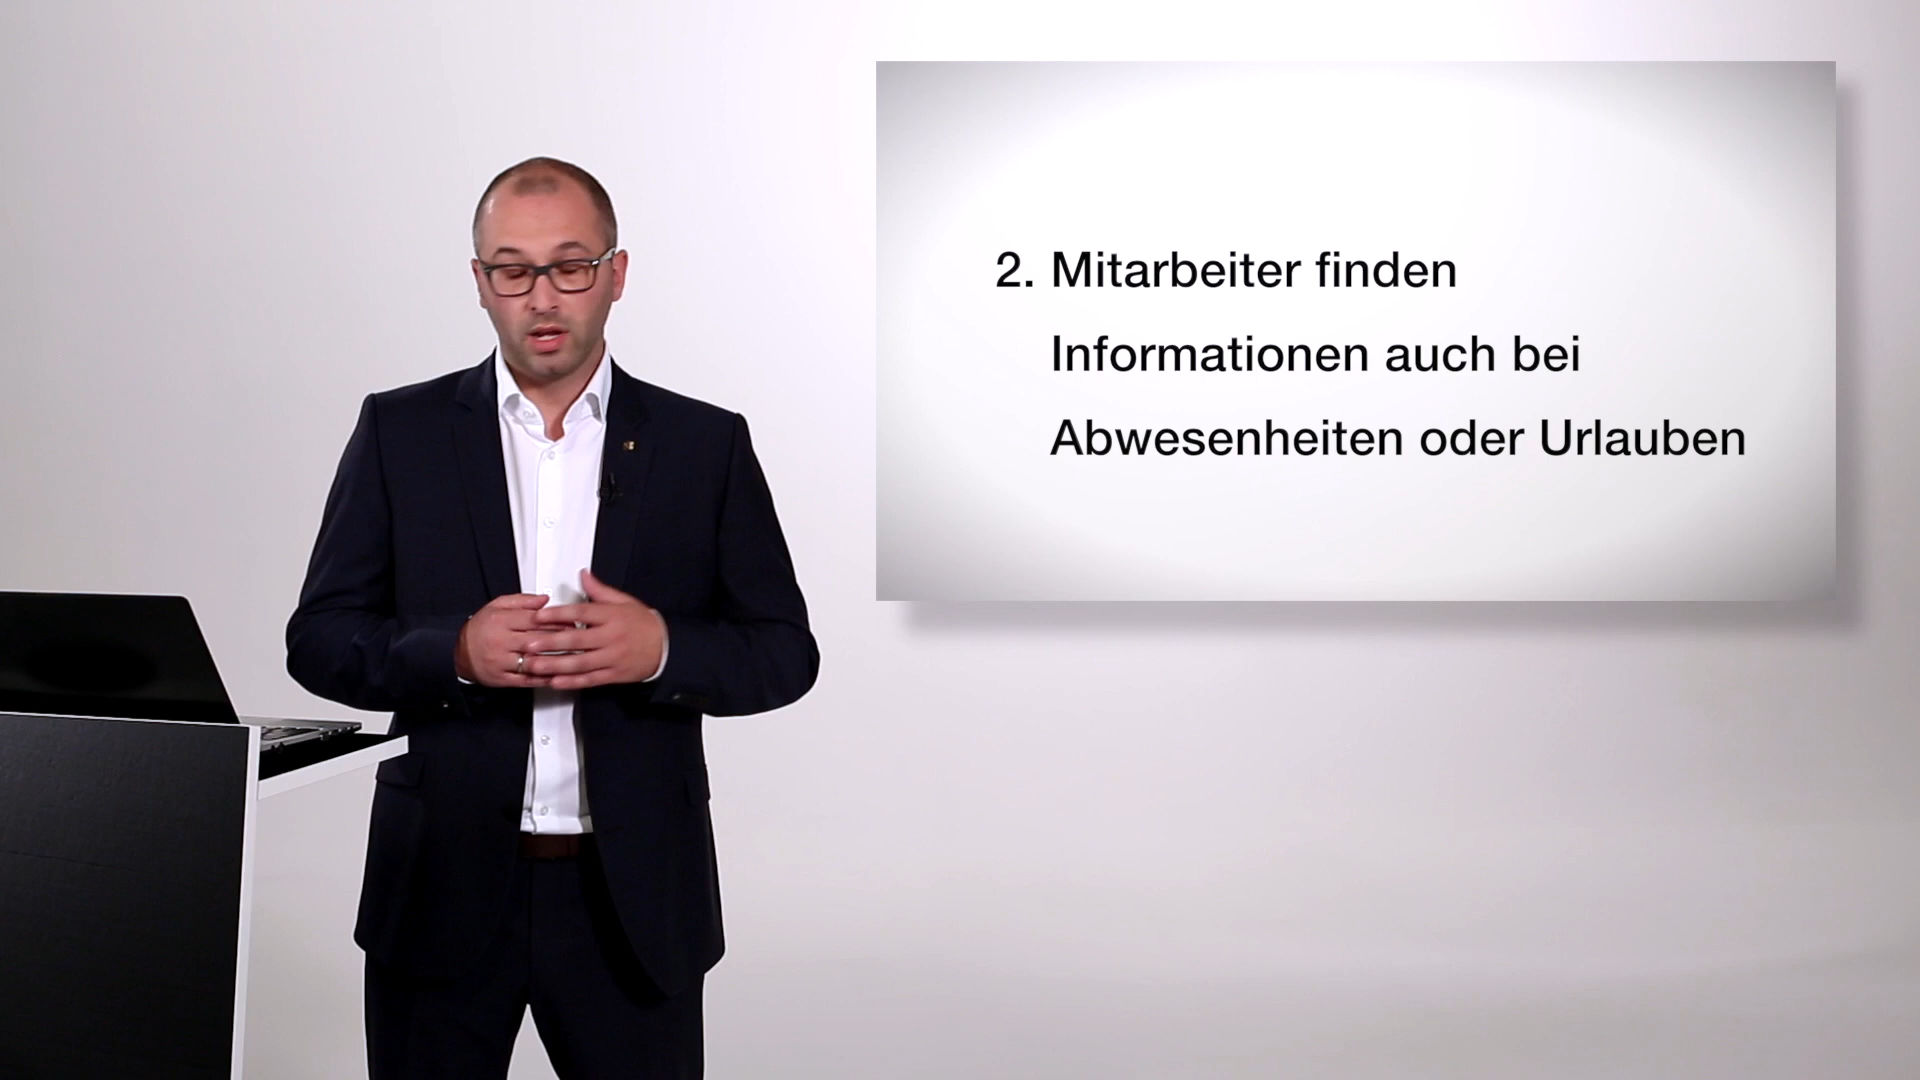 2. Mitarbeiter finden
Informationen auch bei
Abwesenheiten oder Urlauben